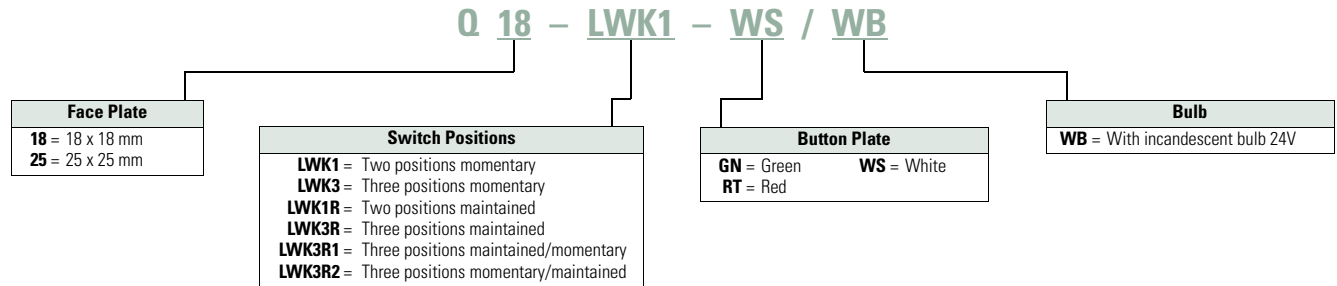 Q 18 – LWK1 – WS / WB
Face Plate
18 = 18 x 18 mm
25 = 25 x 25 mm
Switch Positions
LWK1 = Two positions momentary
LWK3 = Three positions momentary
LWK1R = Two positions maintained
LWK3R = Three positions maintained
LWK3R1 = Three positions maintained/momentary
LWK3R2 = Three positions momentary/maintained
Button Plate
GN = Green WS = White
RT = Red
Bulb
WB = With incandescent bulb 24V